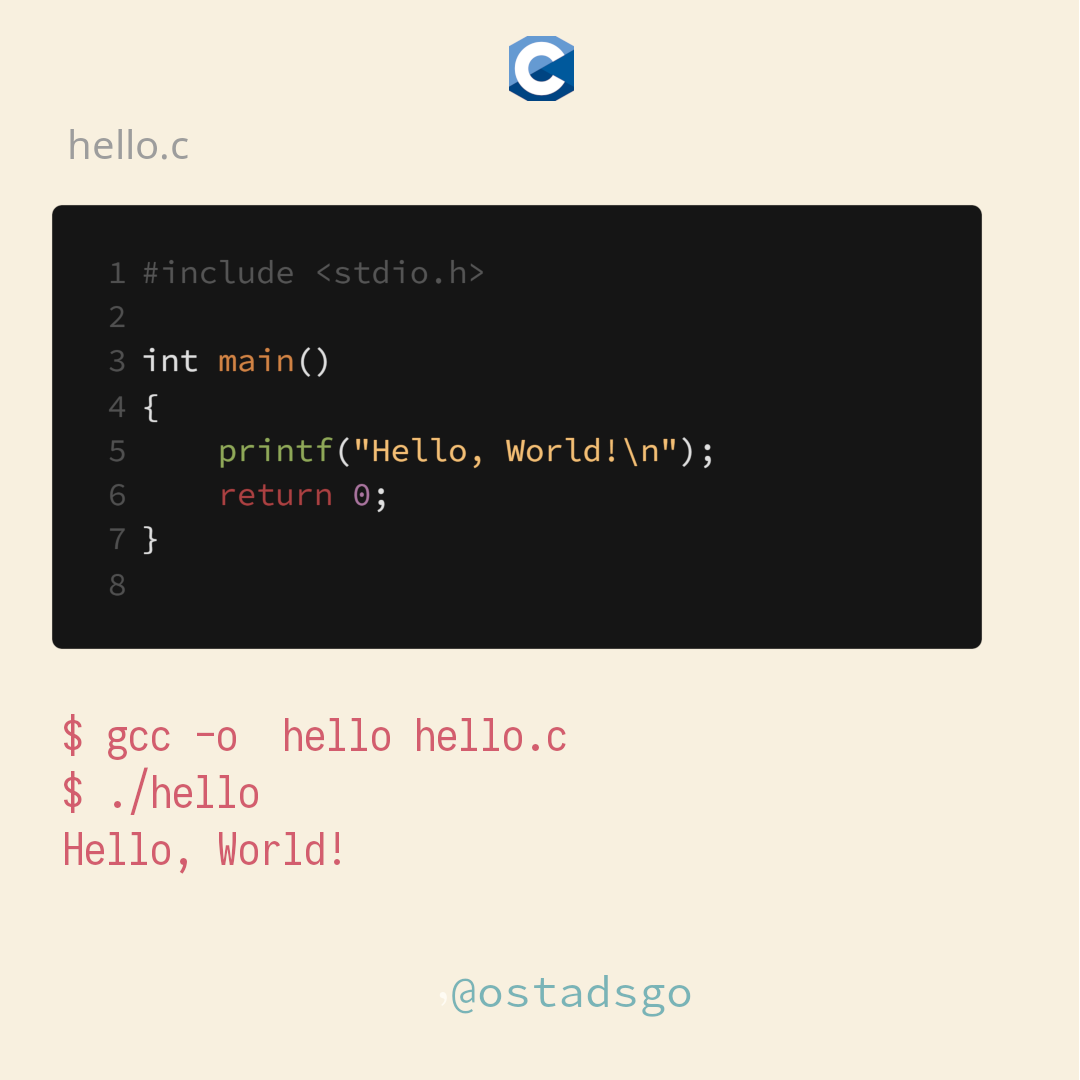 C
hello.c
1 #include <stdio.h>
2
3 int main()
4 {
5     printf("Hello, World!\n");
6     return 0;
7 }
8
$ gcc -o  hello hello.c
$ ./hello
Hello, World!
,@ostadsgo